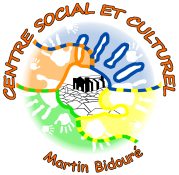 CENTRE SOCIAL ET CULTUREL
Martin Bidouré